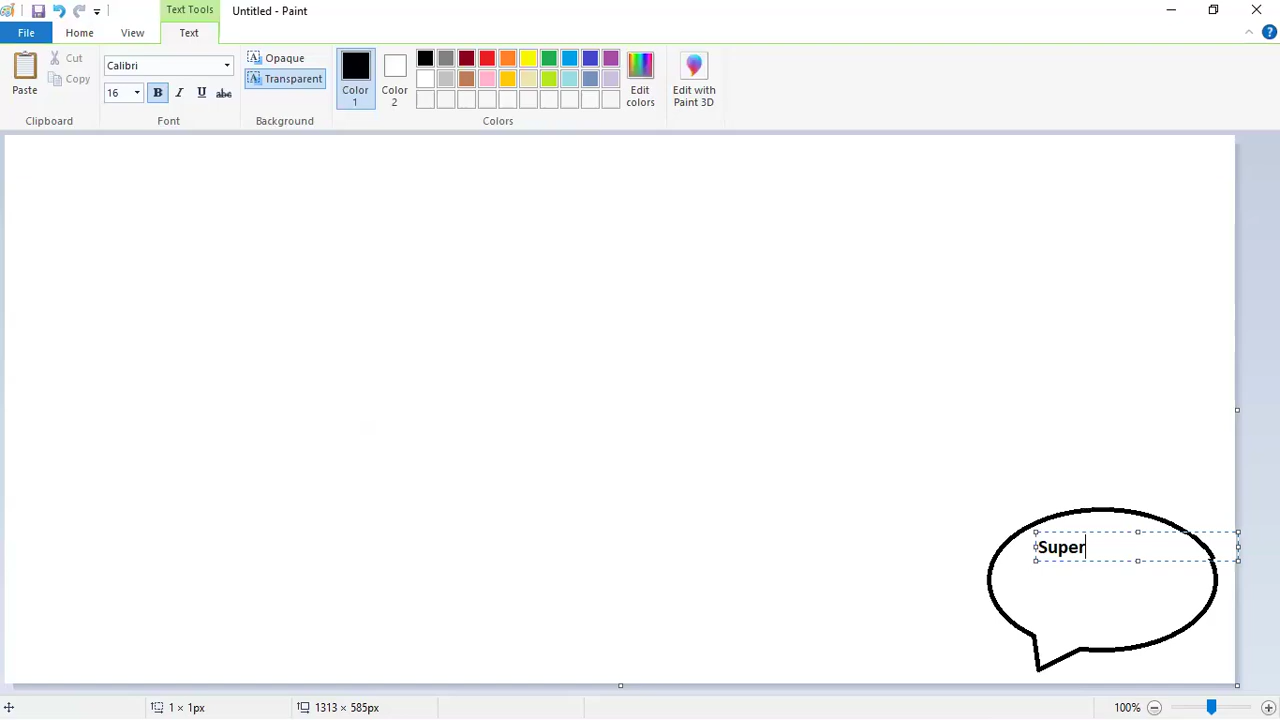 Text Tools
Untitled - Paint
File
Home
View
Text
Paste
Cut
Copy
Clipboard
Calibri
16
B
I
U
abc
Font
A
Opaque
A
Transparent
Background
Color
1
Color
2
Edit
colors
Colors
Edit with
Paint 3D
Super
1 × 1px
1313 × 585px
100%